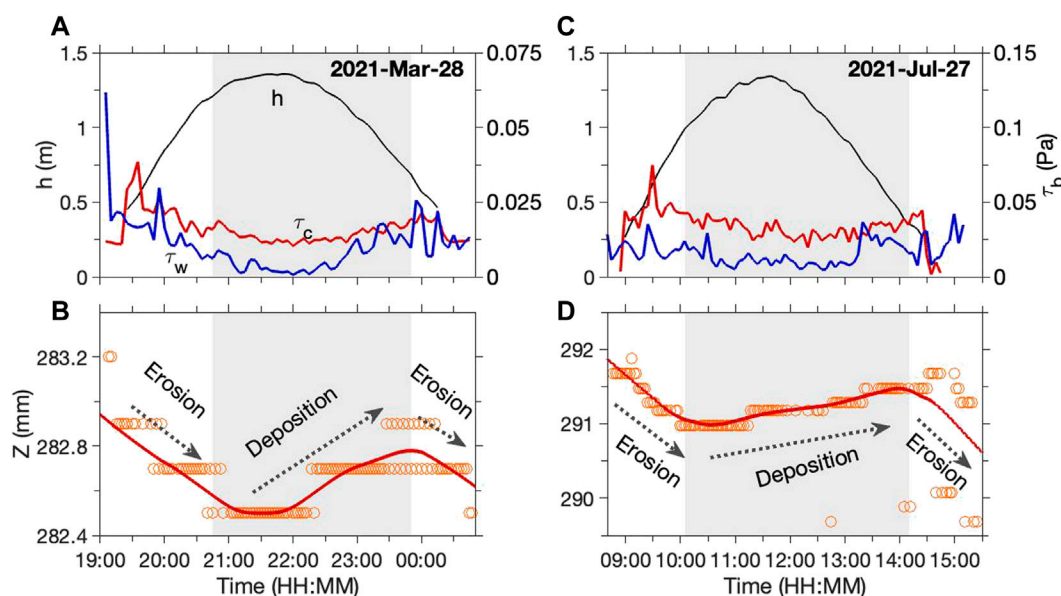 A
2021-Mar-28
1.5
1
0.5
0
h (m)
0.075
0.05
0.025
0
h
τc
τw
C
2021-Jul-27
1.5
1
0.5
0
0.15
0.1
0.05
0
τb (Pa)
B
283.2
282.8
282.4
Z (mm)
Erosion
Deposition
Erosion
19:00 20:00 21:00 22:00 23:00 00:00
Time (HH:MM)
D
292
291
290
Erosion
Deposition
Erosion
09:00 10:00 11:00 12:00 13:00 14:00 15:00
Time (HH:MM)